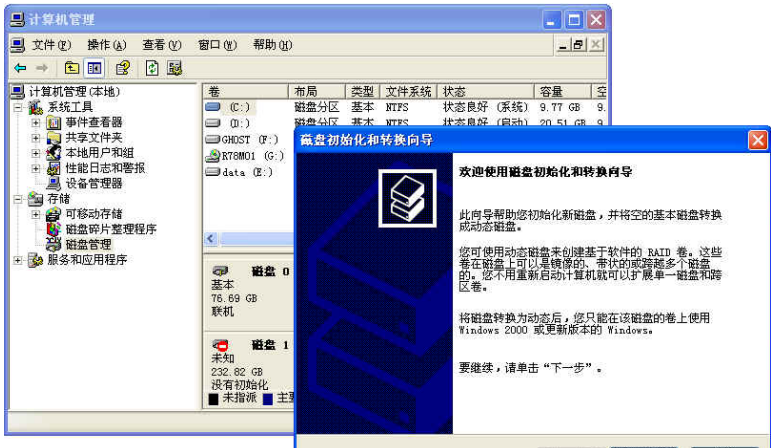 计算机管理
文件(F) 操作(A) 查看(V) 窗口(W) 帮助(H)
计算机管理(本地)
系统工具
事件查看器
共享文件夹
本地用户和组
性能日志和警报
设备管理器
存储
可移动存储
磁盘碎片整理程序
磁盘管理
服务和应用程序
卷 布局 类型 文件系统 状态 容量
(C:) 磁盘分区 基本 NTFS 状态良好 (系统) 9.77 GB 9.
(D:) 磁盘分区 基本 NTFS 状态良好 (启动) 20.51 GB 9
GHOST (F:)
R78M01 (G:)
data (E:)
磁盘 0
基本
76.69 GB
联机
磁盘 1
未知
232.82 GB
没有初始化
未指派 主要
磁盘初始化和转换向导
欢迎使用磁盘初始化和转换向导
此向导帮助您初始化新磁盘，并将空的基本磁盘转换
成动态磁盘。
您可使用动态磁盘来创建基于软件的 RAID 卷。这些
卷在磁盘上可以是镜像的、带状的或跨越多个磁盘
的。您不用重新启动计算机就可以扩展单一磁盘和跨
区卷。
将磁盘转换为动态后，您只能在该磁盘的卷上使用
Windows 2000 或更新版本的 Windows。
要继续，请单击“下一步”。